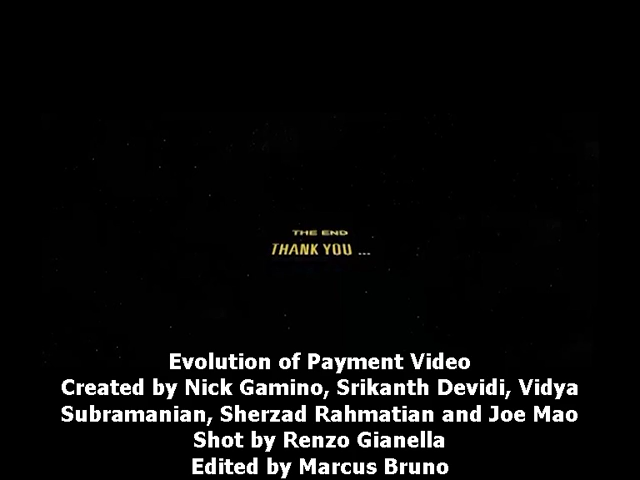 THE END
THANK YOU ...
Evolution of Payment Video
Created by Nick Gamino, Srikanth Devidi, Vidya
Subramanian, Sherzad Rahmatian and Joe Mao
Shot by Renzo Gianella
Edited by Marcus Bruno